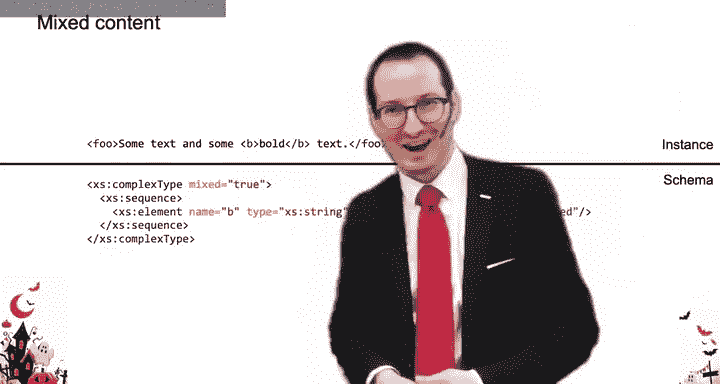 Mixed content
<foo>Some text and some <b>bold</b> text.</foo
Instance
Schema
<xs:complexType mixed="true">
<xs:sequence>
<xs:element name="b" type="xs:string" ed"/>
</xs:sequence>
</xs:complexType>